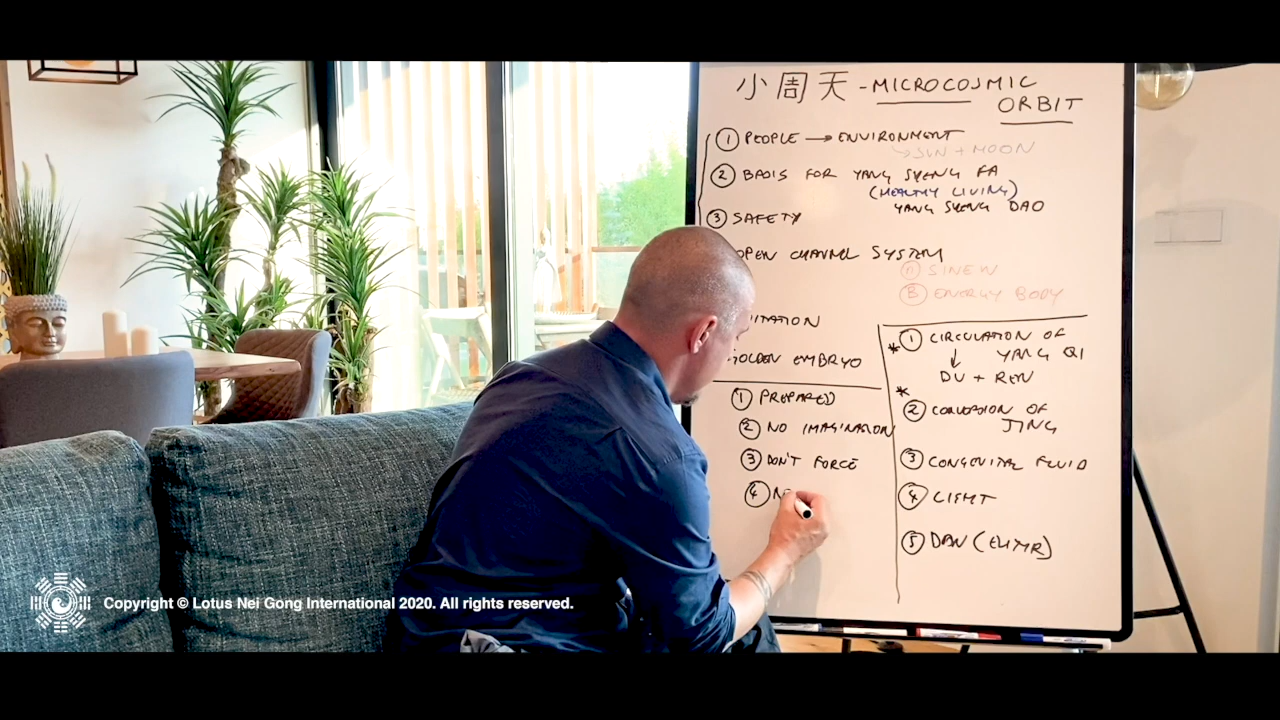 小周天 - MICROCOSMIC
ORBIT
① PEOPLE → ENVIRONMENT
→ SUN + MOON
② BASIS FOR YANG SHENG FA
(HEALTHY LIVING)
YANG SHENG DAO
③ SAFETY
OPEN CHANNEL SYSTEM
Ⓐ SINEW
Ⓑ ENERGY BODY
ITATION
GOLDEN EMBRYO
① PREPARED
② NO IMAGINATION
③ DON'T FORCE
④ NO
* ① CIRCULATION OF
YANG QI
↓
DU + REN
* ② CONVERSION OF
JING
③ CONGENITAL FLUID
④ LIGHT
⑤ DAN (ELIXIR)
Copyright © Lotus Nei Gong International 2020. All rights reserved.